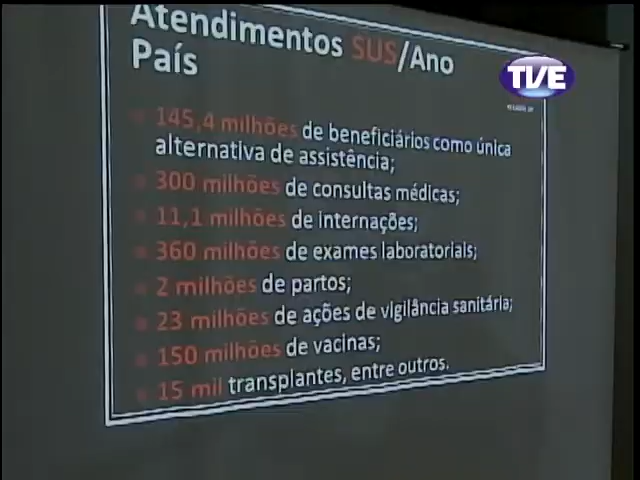 Atendimentos SUS/Ano
País
TVE
145,4 milhões de beneficiários como única
alternativa de assistência;
300 milhões de consultas médicas;
11,1 milhões de internações;
360 milhões de exames laboratoriais;
2 milhões de partos;
23 milhões de ações de vigilância sanitária;
150 milhões de vacinas;
15 mil transplantes, entre outros.